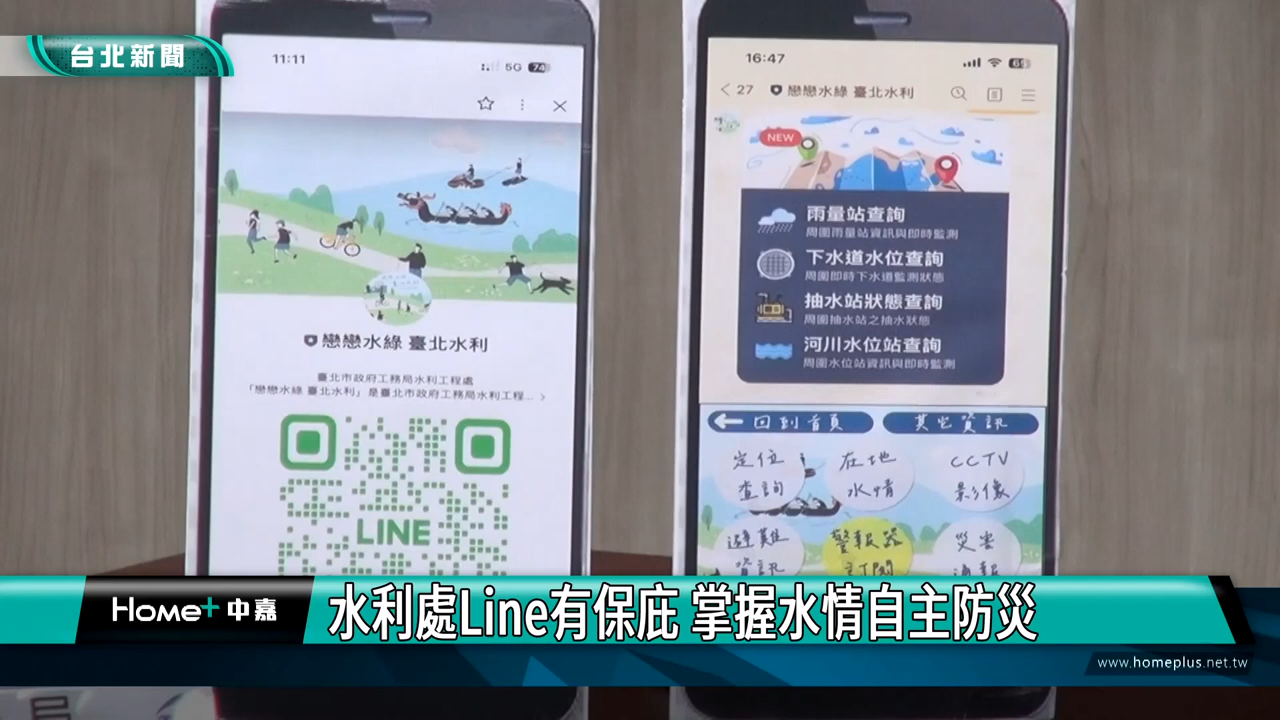 台北新聞
11:11
5G 74
戀戀水綠 臺北水利
臺北市政府工務局水利工程處
「戀戀水綠 臺北水利」是臺北市政府工務局水利工程... >
LINE
16:47
27 戀戀水綠 臺北水利
NEW
雨量站查詢
周圍雨量站資訊與即時監測
下水道水位查詢
周圍即時下水道監測狀態
抽水站狀態查詢
周圍抽水站之抽水狀態
河川水位站查詢
周圍水位站資訊與即時監測
回到首頁
其它資訊
定位
查詢
在地
水情
CCTV
影像
避難
資訊
警報器
訂閱
災害
通報
Home+中嘉
水利處Line有保庇 掌握水情自主防災
www.homeplus.net.tw
局